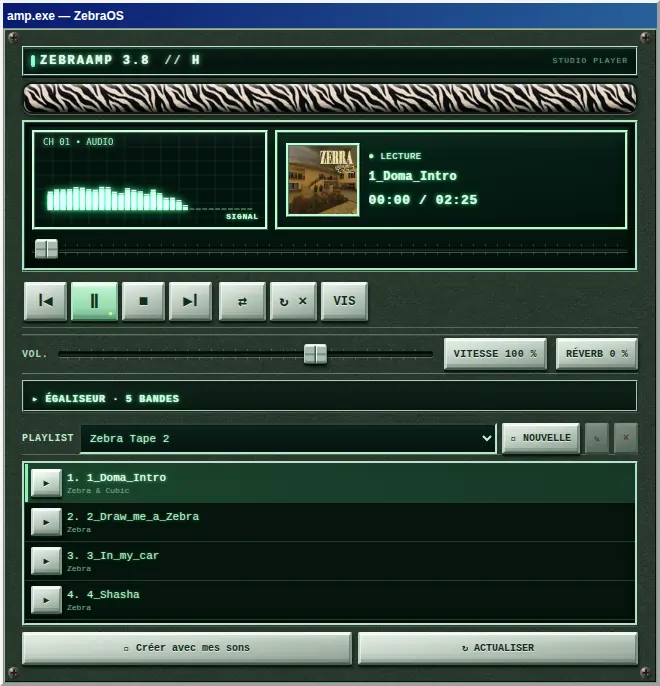 amp.exe — ZebraOS
ZEBRAAMP 3.8 // H
STUDIO PLAYER
CH 01 • AUDIO
SIGNAL
ZEBRA
● LECTURE
1_Doma_Intro
00:00 / 02:25
VIS
VOL.
VITESSE 100 %
RÉVERB 0 %
▸ ÉGALISEUR · 5 BANDES
PLAYLIST
Zebra Tape 2
NOUVELLE
1. 1_Doma_Intro
Zebra & Cubic
2. 2_Draw_me_a_Zebra
Zebra
3. 3_In_my_car
Zebra
4. 4_Shasha
Zebra
Créer avec mes sons
↻ ACTUALISER